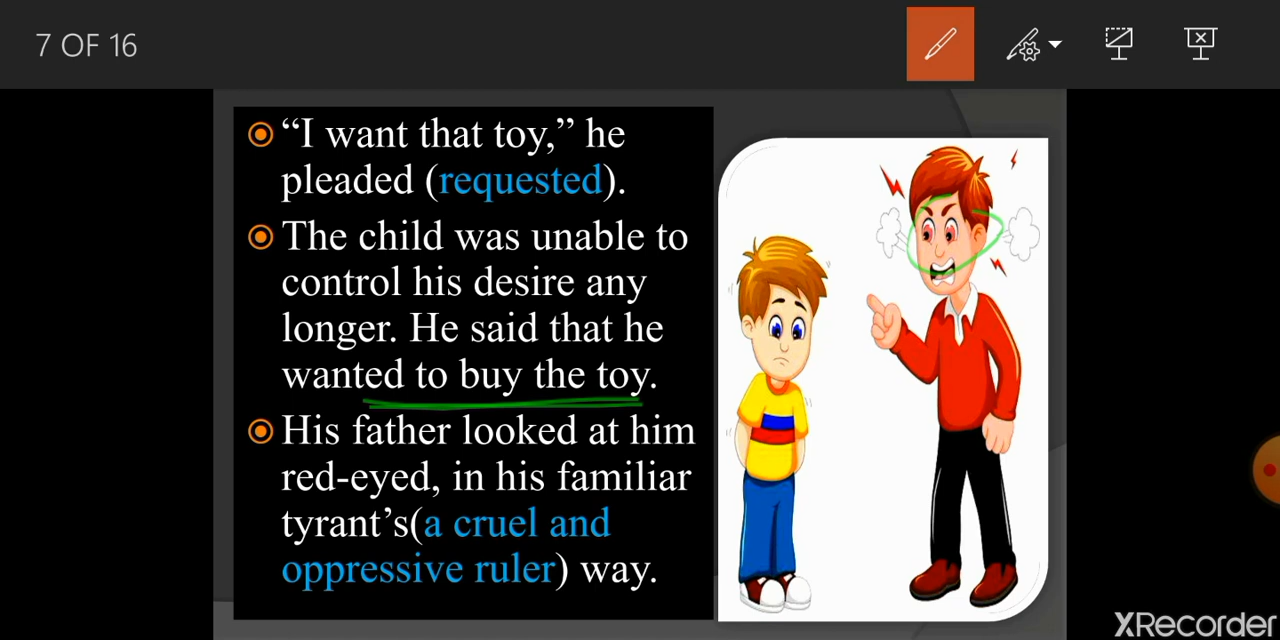 7 OF 16
“I want that toy,” he
pleaded (requested).
The child was unable to
control his desire any
longer. He said that he
wanted to buy the toy.
His father looked at him
red-eyed, in his familiar
tyrant’s(a cruel and
oppressive ruler) way.
XRecorder